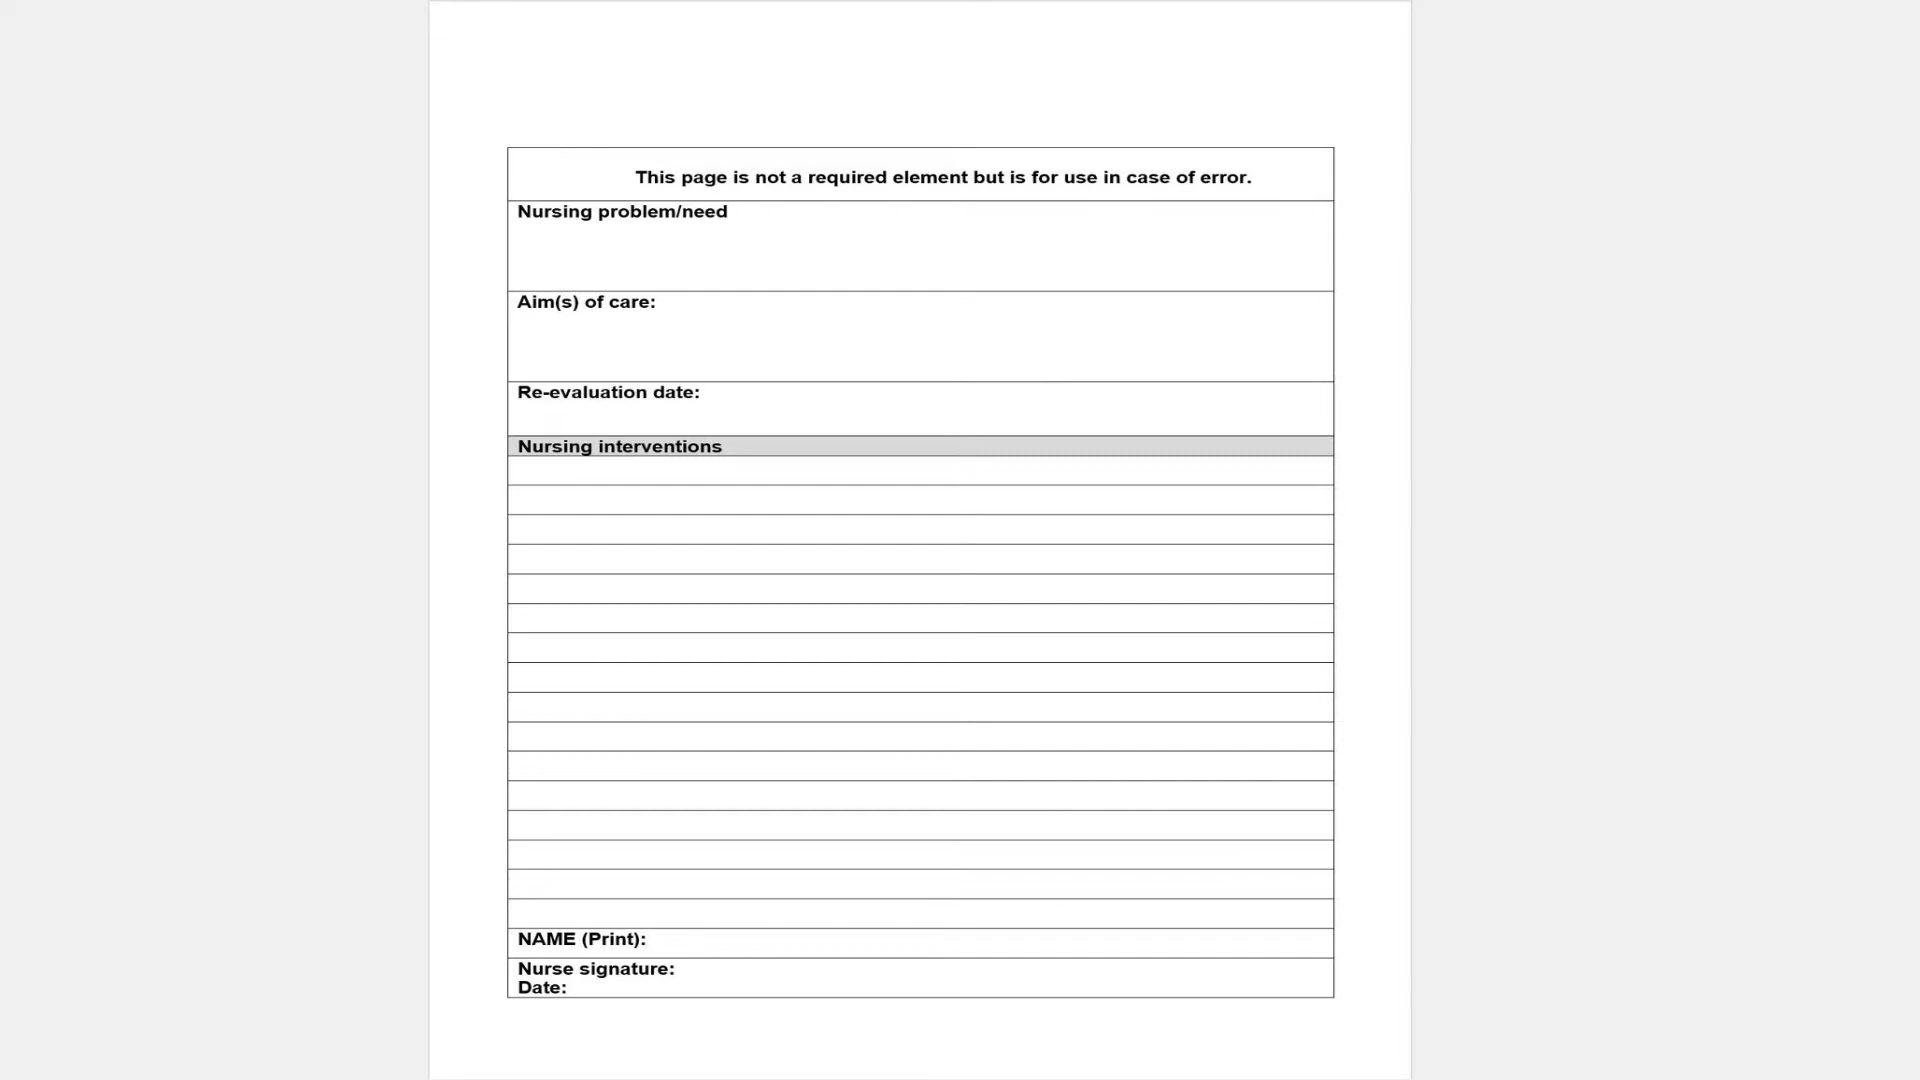 This page is not a required element but is for use in case of error.
Nursing problem/need
Aim(s) of care:
Re-evaluation date:
Nursing interventions
NAME (Print):
Nurse signature:
Date: